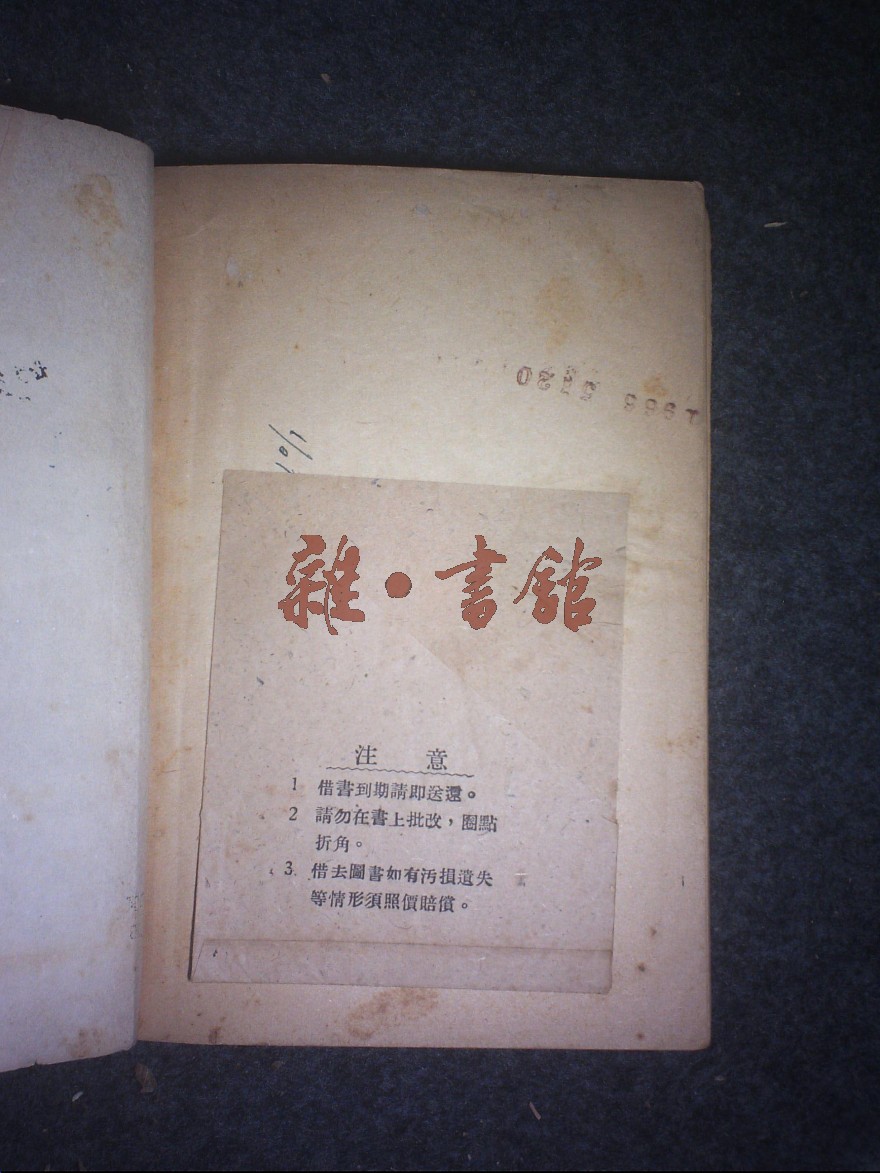 雜·書館
注意
1 借書到期請即送還。
2 請勿在書上批改，圈點
折角。
3. 借去圖書如有污損遺失
等情形須照價賠償。